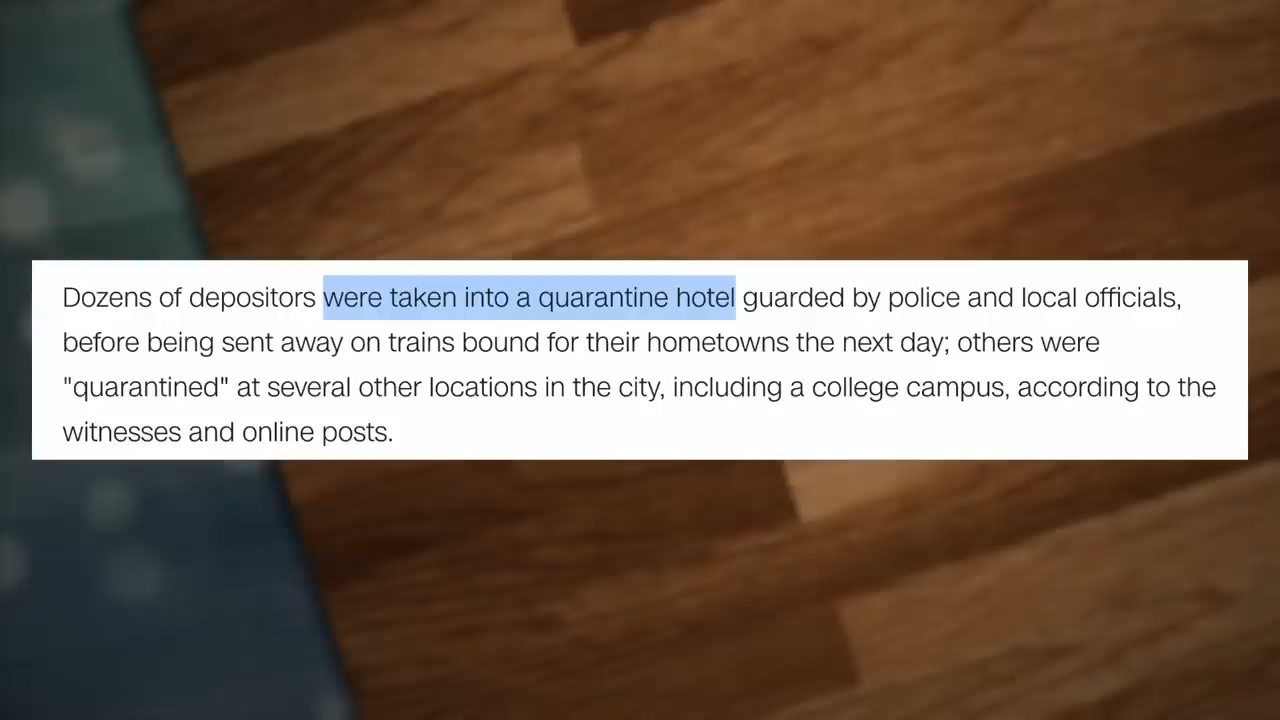 Dozens of depositors were taken into a quarantine hotel guarded by police and local officials,
before being sent away on trains bound for their hometowns the next day; others were
"quarantined" at several other locations in the city, including a college campus, according to the
witnesses and online posts.